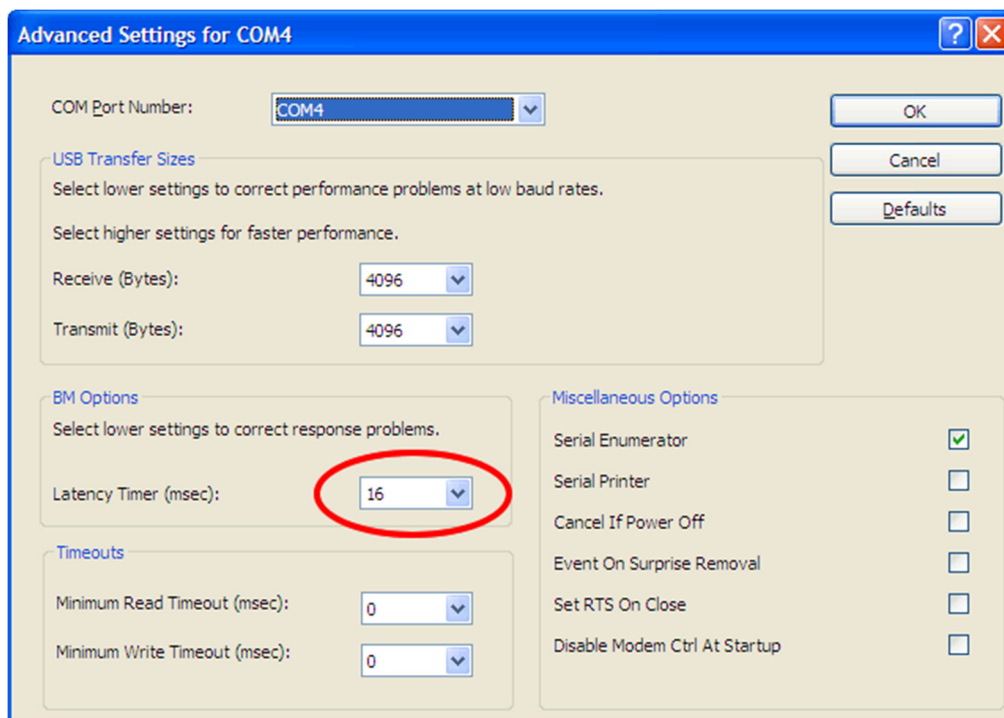 Advanced Settings for COM4
?
COM Port Number: COM4
OK
Cancel
Defaults
USB Transfer Sizes
Select lower settings to correct performance problems at low baud rates.
Select higher settings for faster performance.
Receive (Bytes): 4096
Transmit (Bytes): 4096
BM Options
Select lower settings to correct response problems.
Latency Timer (msec): 16
Timeouts
Minimum Read Timeout (msec): 0
Minimum Write Timeout (msec): 0
Miscellaneous Options
Serial Enumerator
Serial Printer
Cancel If Power Off
Event On Surprise Removal
Set RTS On Close
Disable Modem Ctrl At Startup